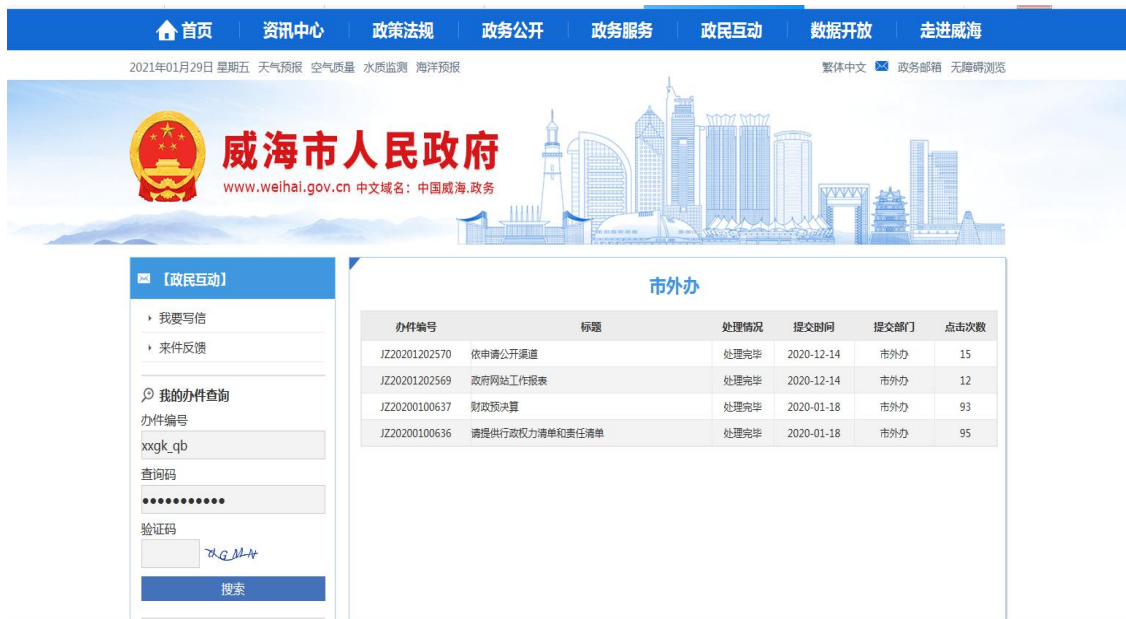 首页 资讯中心 政策法规 政务公开 政务服务 政民互动 数据开放 走进威海
2021年01月29日 星期五 天气预报 空气质量 水质监测 海洋预报 繁体中文 政务邮箱 无障碍浏览
威海市人民政府
www.weihai.gov.cn 中文域名：中国威海.政务
【政民互动】
我要写信
来件反馈
我的办件查询
办件编号
xxgk_qb
查询码
●●●●●●●●●●●
验证码
搜索
市外办
办件编号 标题 处理情况 提交时间 提交部门 点击次数
JZ20201202570 依申请公开渠道 处理完毕 2020-12-14 市外办 15
JZ20201202569 政府网站工作报表 处理完毕 2020-12-14 市外办 12
JZ20200100637 财政预决算 处理完毕 2020-01-18 市外办 93
JZ20200100636 请提供行政权力清单和责任清单 处理完毕 2020-01-18 市外办 95